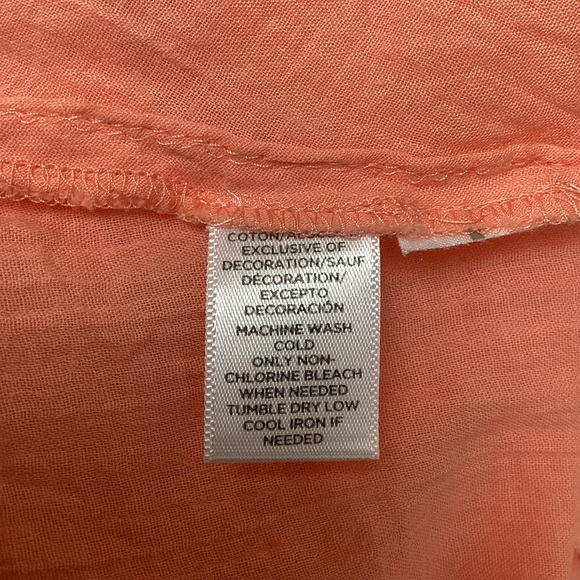 COTON/A
EXCLUSIVE OF
DECORATION/SAUF
DÉCORATION/
EXCEPTO
DECORACIÓN
MACHINE WASH
COLD
ONLY NON-
CHLORINE BLEACH
WHEN NEEDED
TUMBLE DRY LOW
COOL IRON IF
NEEDED